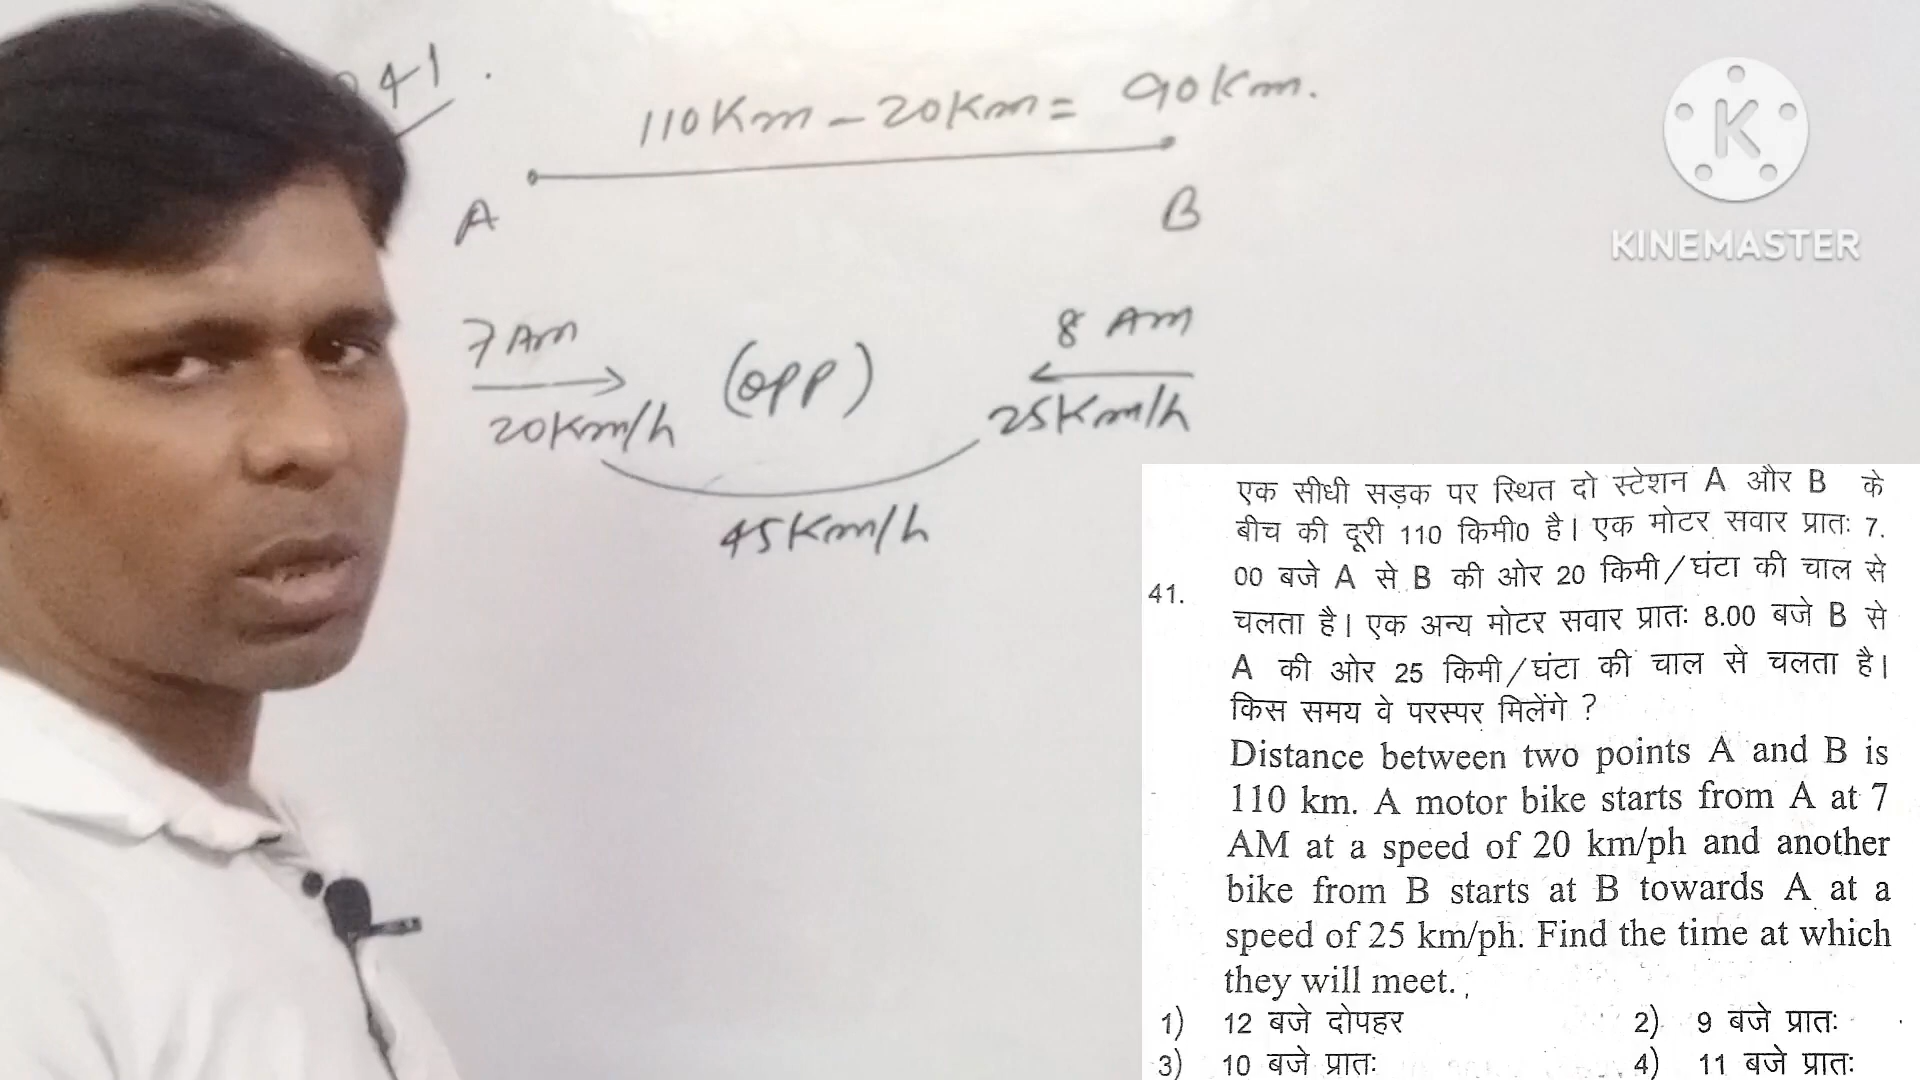 41.
110Km - 20Km = 90Km.
A
B
7 Am
(opp)
8 Am
20Km/h
25Km/h
45Km/h
KINEMASTER
41.
एक सीधी सड़क पर स्थित दो स्टेशन A और B के
बीच की दूरी 110 किमी0 है। एक मोटर सवार प्रातः 7.
00 बजे A से B की ओर 20 किमी/घंटा की चाल से
चलता है। एक अन्य मोटर सवार प्रातः 8.00 बजे B से
A की ओर 25 किमी/घंटा की चाल से चलता है।
किस समय वे परस्पर मिलेंगे ?
Distance between two points A and B is
110 km. A motor bike starts from A at 7
AM at a speed of 20 km/ph and another
bike from B starts at B towards A at a
speed of 25 km/ph. Find the time at which
they will meet.
1) 12 बजे दोपहर 2) 9 बजे प्रातः
3) 10 बजे प्रातः 4) 11 बजे प्रातः